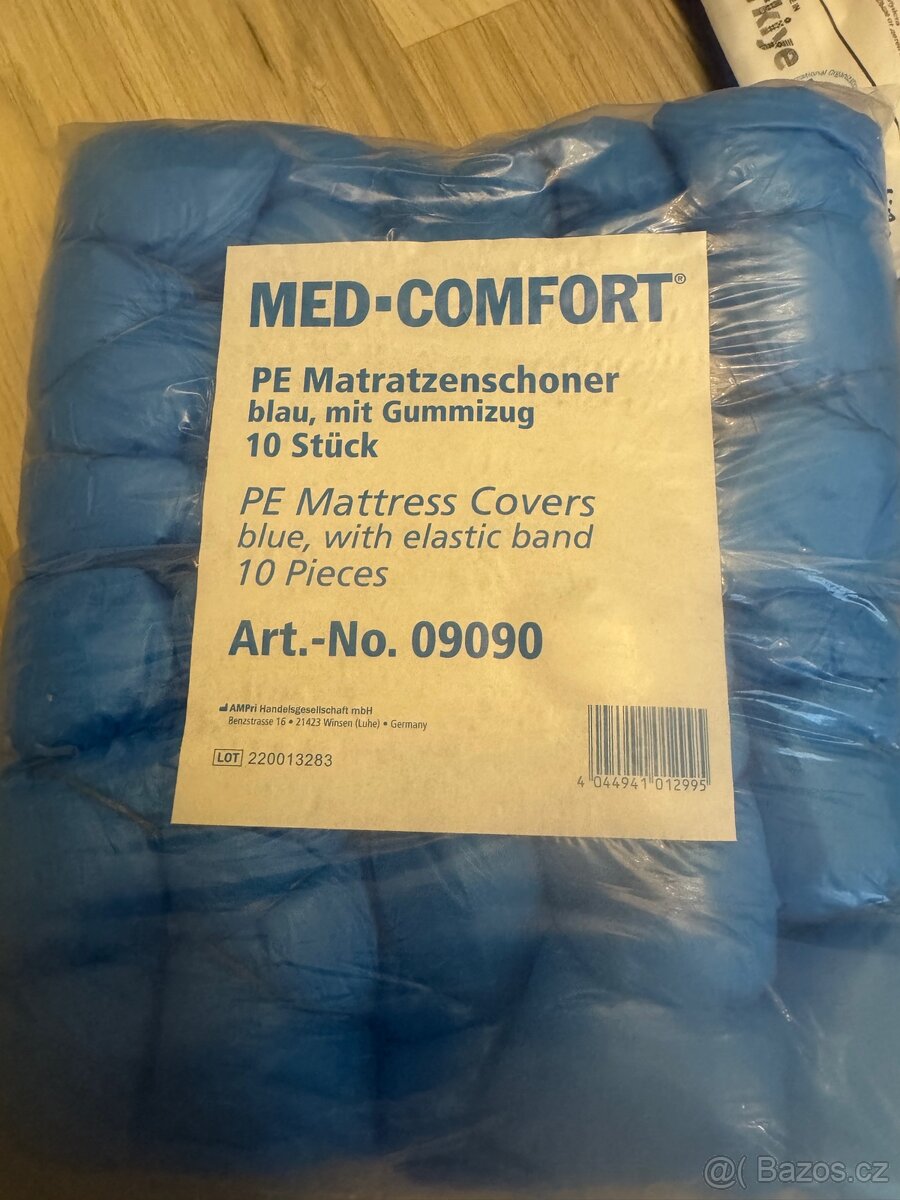 MED-COMFORT®
PE Matratzenschoner
blau, mit Gummizug
10 Stück
PE Mattress Covers
blue, with elastic band
10 Pieces
Art.-No. 09090
AMPri Handelsgesellschaft mbH
Benzstrasse 16 • 21423 Winsen (Luhe) • Germany
LOT 220013283
4 044941 012995
@( Bazos.cz